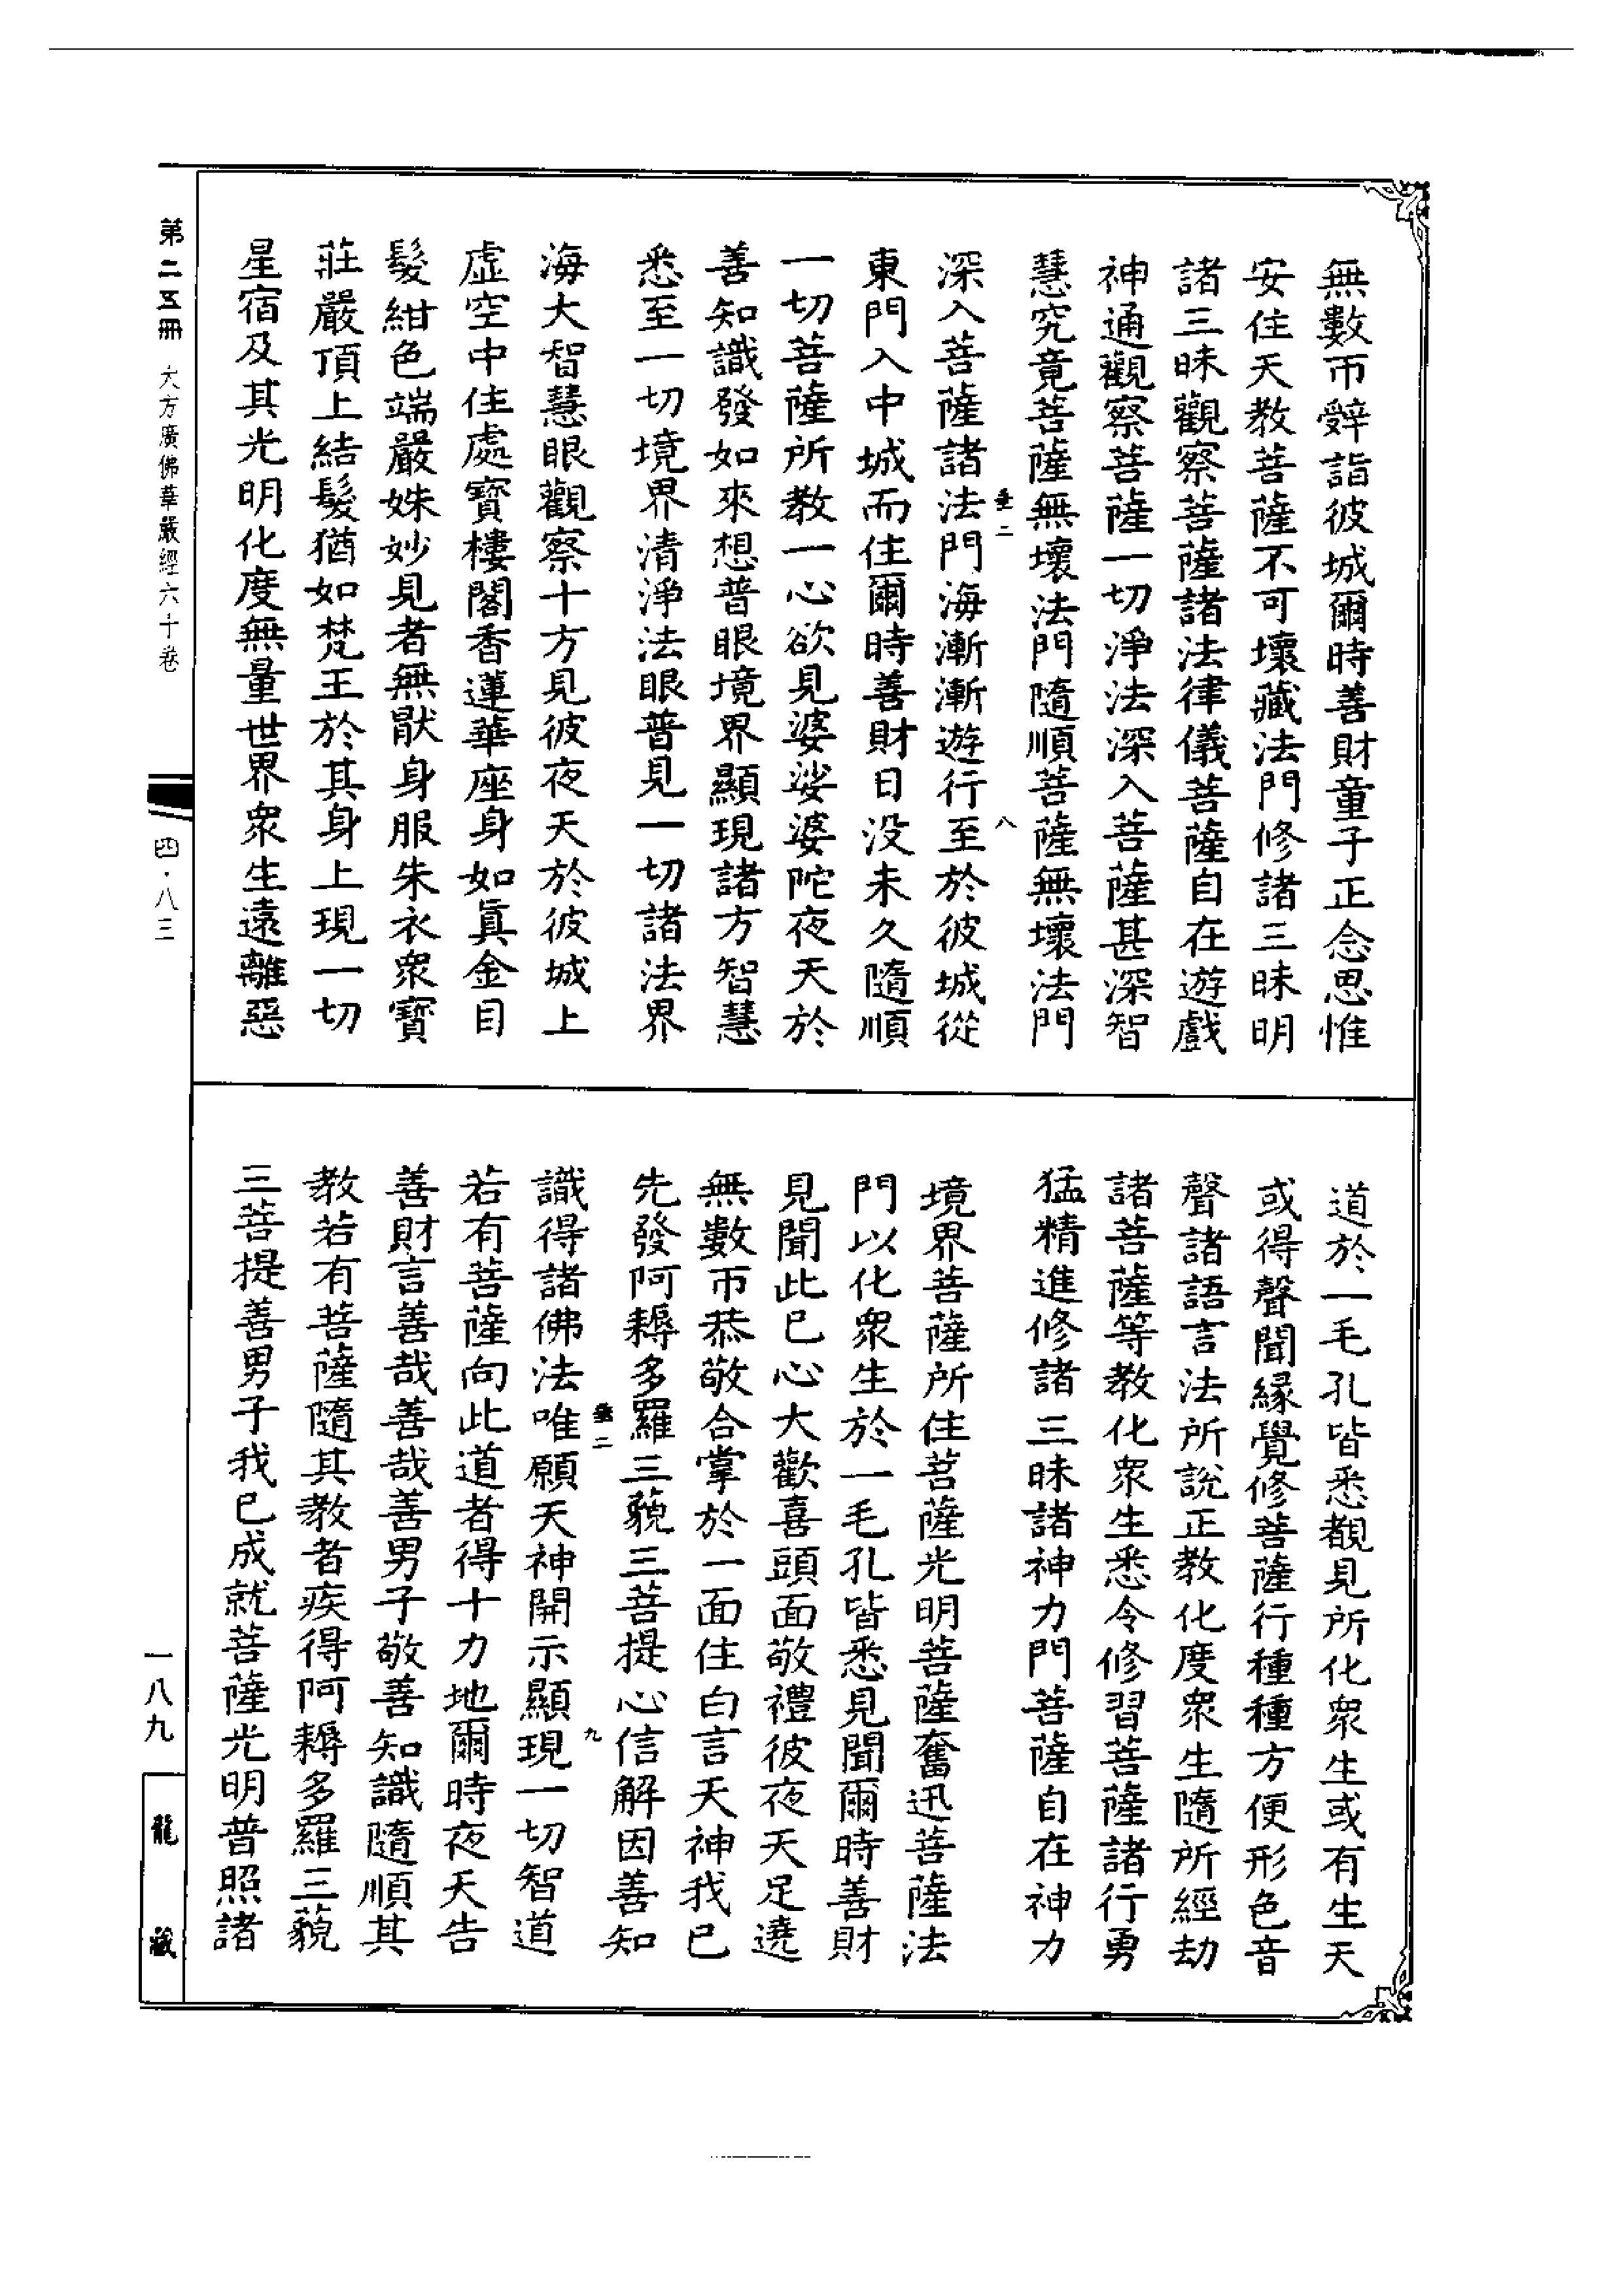 無數帀辤詣彼城爾時善財童子正念思惟
安住天教菩薩不可壞藏法門修諸三昧明
諸三昧觀察菩薩諸法律儀菩薩自在遊戲
神通觀察菩薩一切淨法深入菩薩甚深智
慧究竟菩薩無壞法門隨順菩薩無壞法門
深入菩薩諸法門海漸漸遊行至於彼城從
東門入中城而住爾時善財日没未久隨順
一切菩薩所教一心欲見婆娑婆陀夜天於
善知識發如來想普眼境界顯現諸方智慧
悉至一切境界清淨法眼普見一切諸法界
海大智慧眼觀察十方見彼夜天於彼城上
虛空中住處寶樓閣香蓮華座身如眞金目
髮紺色端嚴姝妙見者無猒身服朱衣衆寶
莊嚴頂上結髮猶如梵王於其身上現一切
星宿及其光明化度無量世界衆生遠離惡
道於一毛孔皆悉覩見所化衆生或有生天
或得聲聞緣覺修菩薩行種種方便形色音
聲諸語言法所說正教化度衆生隨所經劫
諸菩薩等教化衆生悉令修習菩薩諸行勇
猛精進修諸三昧諸神力門菩薩自在神力
境界菩薩所住菩薩光明菩薩奮迅菩薩法
門以化衆生於一毛孔皆悉見聞爾時善財
見聞此已心大歡喜頭面敬禮彼夜天足遶
無數帀恭敬合掌於一面住白言天神我已
先發阿耨多羅三藐三菩提心信解因善知
識得諸佛法唯願天神開示顯現一切智道
若有菩薩向此道者得十力地爾時夜天告
善財言善哉善哉善男子敬善知識隨順其
教若有菩薩隨其教者疾得阿耨多羅三藐
三菩提善男子我已成就菩薩光明普照諸
二
八
二
九
第二五冊 大方廣佛華嚴經六十卷
四·八三
一八九
龍藏